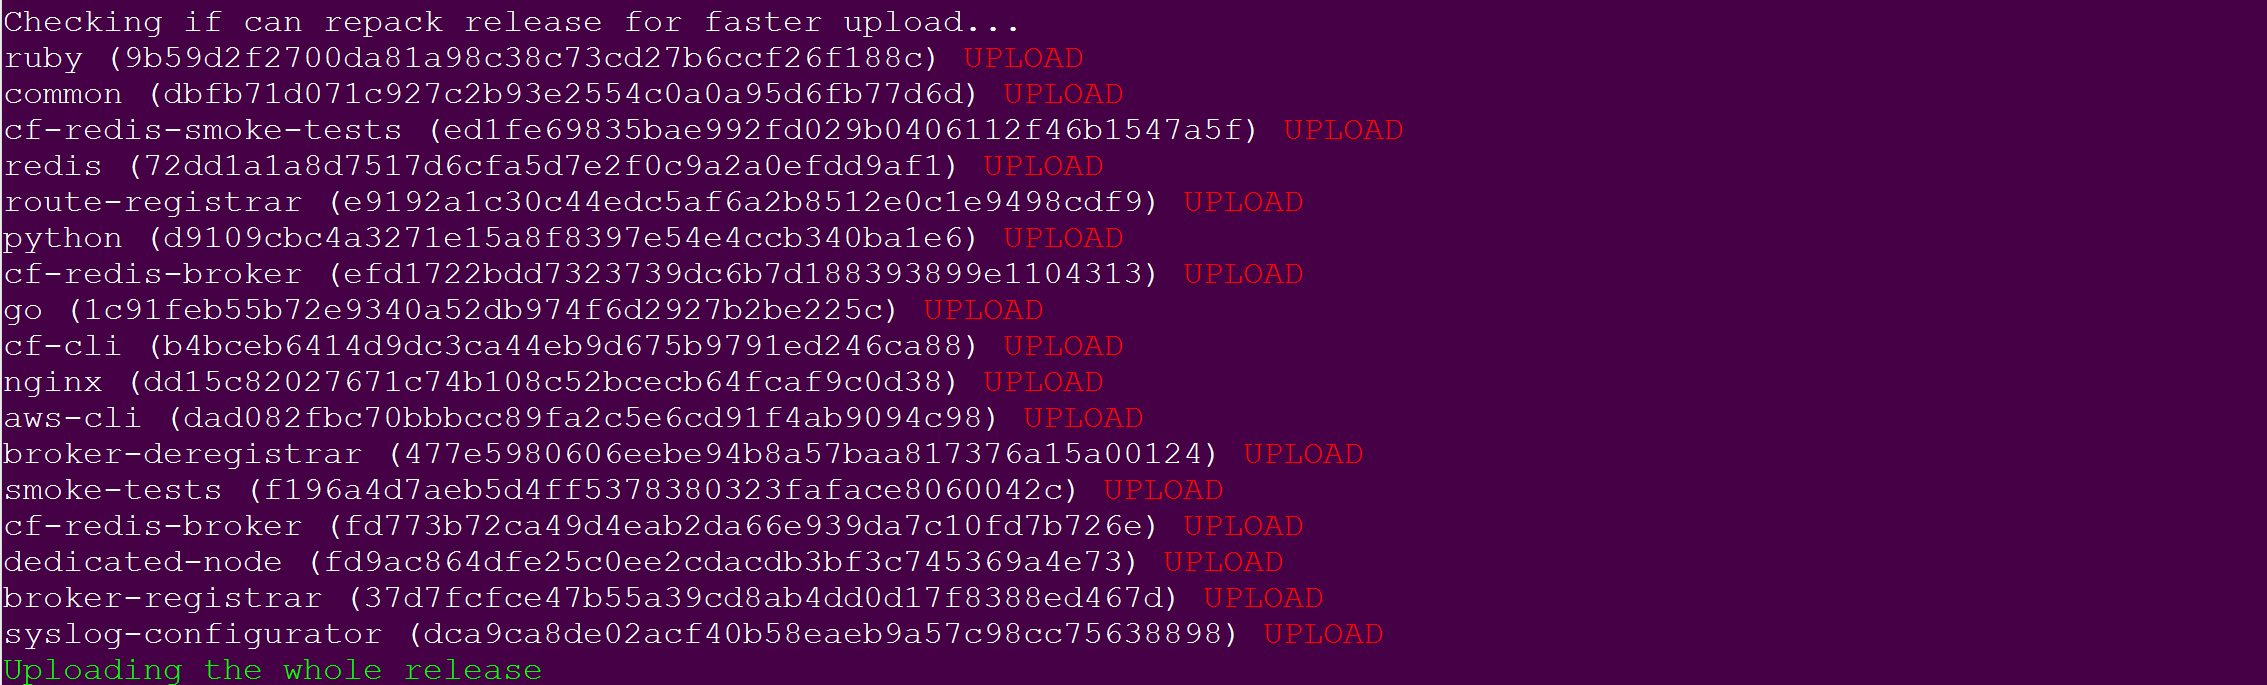 Checking if can repack release for faster upload...
ruby (9b59d2f2700da81a98c38c73cd27b6ccf26f188c) UPLOAD
common (dbfb71d071c927c2b93e2554c0a0a95d6fb77d6d) UPLOAD
cf-redis-smoke-tests (ed1fe69835bae992fd029b0406112f46b1547a5f) UPLOAD
redis (72dd1a1a8d7517d6cfa5d7e2f0c9a2a0efdd9af1) UPLOAD
route-registrar (e9192a1c30c44edc5af6a2b8512e0c1e9498cdf9) UPLOAD
python (d9109cbc4a3271e15a8f8397e54e4ccb340ba1e6) UPLOAD
cf-redis-broker (efd1722bdd7323739dc6b7d188393899e1104313) UPLOAD
go (1c91feb55b72e9340a52db974f6d2927b2be225c) UPLOAD
cf-cli (b4bceb6414d9dc3ca44eb9d675b9791ed246ca88) UPLOAD
nginx (dd15c82027671c74b108c52bcecb64fcaf9c0d38) UPLOAD
aws-cli (dad082fbc70bbbcc89fa2c5e6cd91f4ab9094c98) UPLOAD
broker-deregistrar (477e5980606eebe94b8a57baa817376a15a00124) UPLOAD
smoke-tests (f196a4d7aeb5d4ff5378380323faface8060042c) UPLOAD
cf-redis-broker (fd773b72ca49d4eab2da66e939da7c10fd7b726e) UPLOAD
dedicated-node (fd9ac864dfe25c0ee2cdacdb3bf3c745369a4e73) UPLOAD
broker-registrar (37d7fcfce47b55a39cd8ab4dd0d17f8388ed467d) UPLOAD
syslog-configurator (dca9ca8de02acf40b58eaeb9a57c98cc75638898) UPLOAD
Uploading the whole release